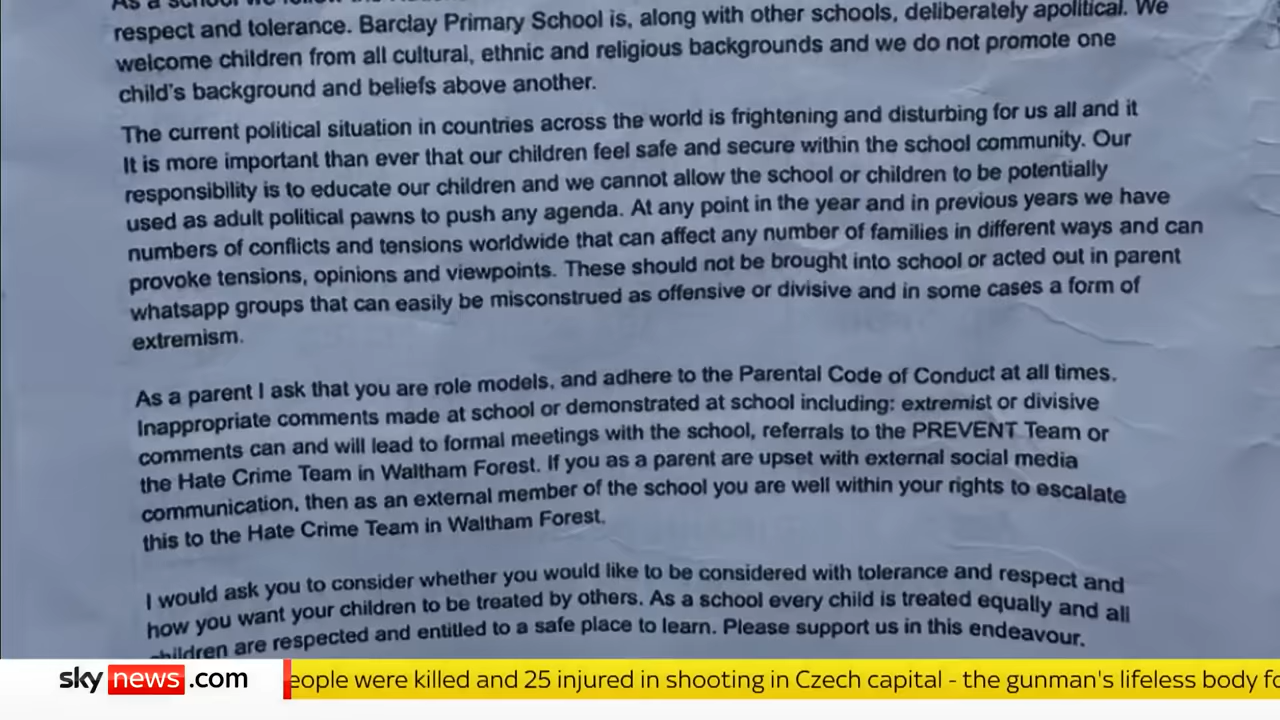 As a school we follow the
respect and tolerance. Barclay Primary School is, along with other schools, deliberately apolitical. We
welcome children from all cultural, ethnic and religious backgrounds and we do not promote one
child's background and beliefs above another.
The current political situation in countries across the world is frightening and disturbing for us all and it
It is more important than ever that our children feel safe and secure within the school community. Our
responsibility is to educate our children and we cannot allow the school or children to be potentially
used as adult political pawns to push any agenda. At any point in the year and in previous years we have
numbers of conflicts and tensions worldwide that can affect any number of families in different ways and can
provoke tensions, opinions and viewpoints. These should not be brought into school or acted out in parent
whatsapp groups that can easily be misconstrued as offensive or divisive and in some cases a form of
extremism.
As a parent I ask that you are role models, and adhere to the Parental Code of Conduct at all times.
Inappropriate comments made at school or demonstrated at school including: extremist or divisive
comments can and will lead to formal meetings with the school, referrals to the PREVENT Team or
the Hate Crime Team in Waltham Forest. If you as a parent are upset with external social media
communication, then as an external member of the school you are well within your rights to escalate
this to the Hate Crime Team in Waltham Forest.
I would ask you to consider whether you would like to be considered with tolerance and respect and
how you want your children to be treated by others. As a school every child is treated equally and all
children are respected and entitled to a safe place to learn. Please support us in this endeavour.
sky news .com
eople were killed and 25 injured in shooting in Czech capital - the gunman's lifeless body fo